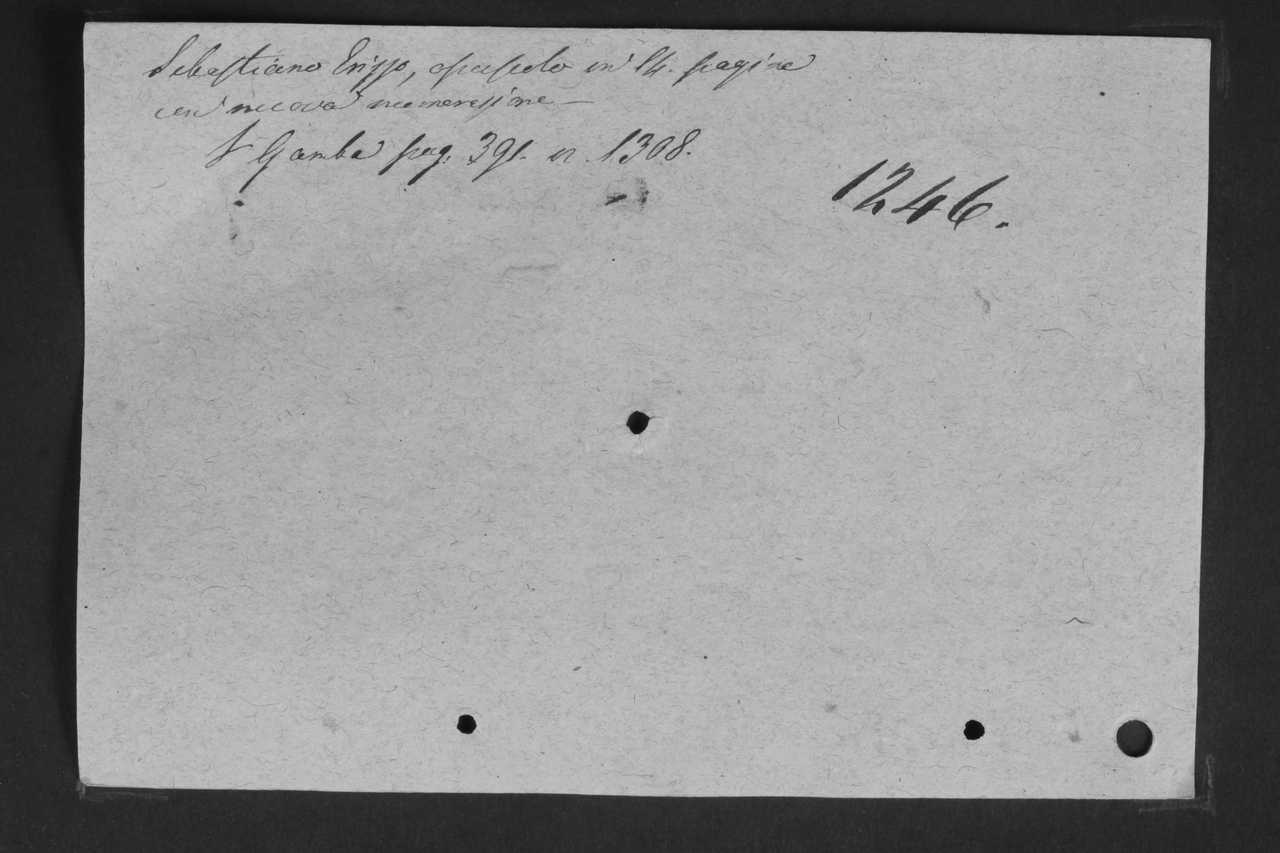 Sebastiano Erizzo, opuscolo in 14. pagine
con nuova numerazione —
V Gamba pag. 391. n. 1308.
1246.